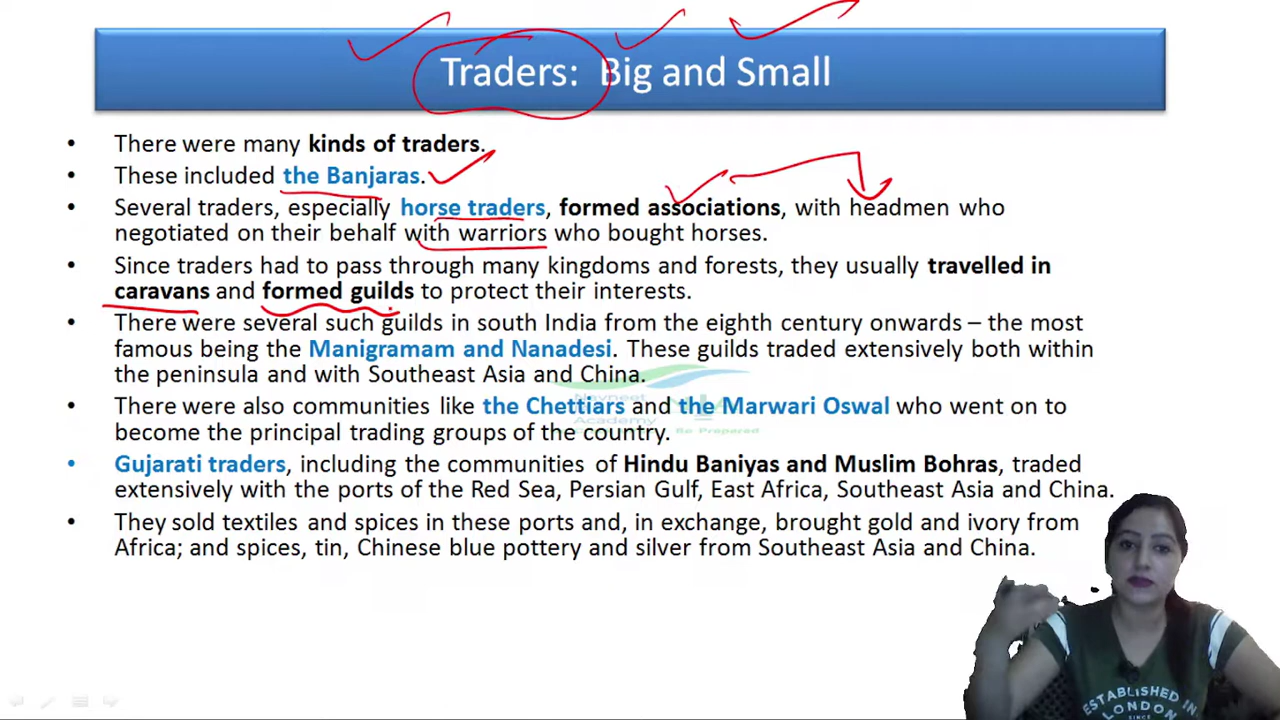 Traders: Big and Small
• There were many kinds of traders.
• These included the Banjaras.
• Several traders, especially horse traders, formed associations, with headmen who
negotiated on their behalf with warriors who bought horses.
• Since traders had to pass through many kingdoms and forests, they usually travelled in
caravans and formed guilds to protect their interests.
• There were several such guilds in south India from the eighth century onwards – the most
famous being the Manigramam and Nanadesi. These guilds traded extensively both within
the peninsula and with Southeast Asia and China.
Navneet
Academy
Be Prepared
• There were also communities like the Chettiars and the Marwari Oswal who went on to
become the principal trading groups of the country.
• Gujarati traders, including the communities of Hindu Baniyas and Muslim Bohras, traded
extensively with the ports of the Red Sea, Persian Gulf, East Africa, Southeast Asia and China.
• They sold textiles and spices in these ports and, in exchange, brought gold and ivory from
Africa; and spices, tin, Chinese blue pottery and silver from Southeast Asia and China.
ESTABLISHED IN
LONDON
SINCE